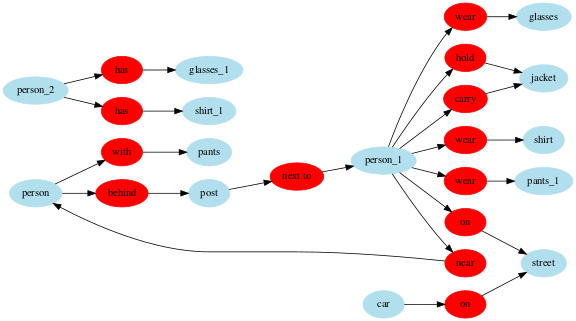 wear
glasses
hold
has
glasses_1
jacket
person_2
carry
has
shirt_1
wear
shirt
with
pants
person_1
next to
wear
pants_1
person
behind
post
on
near
street
car
on